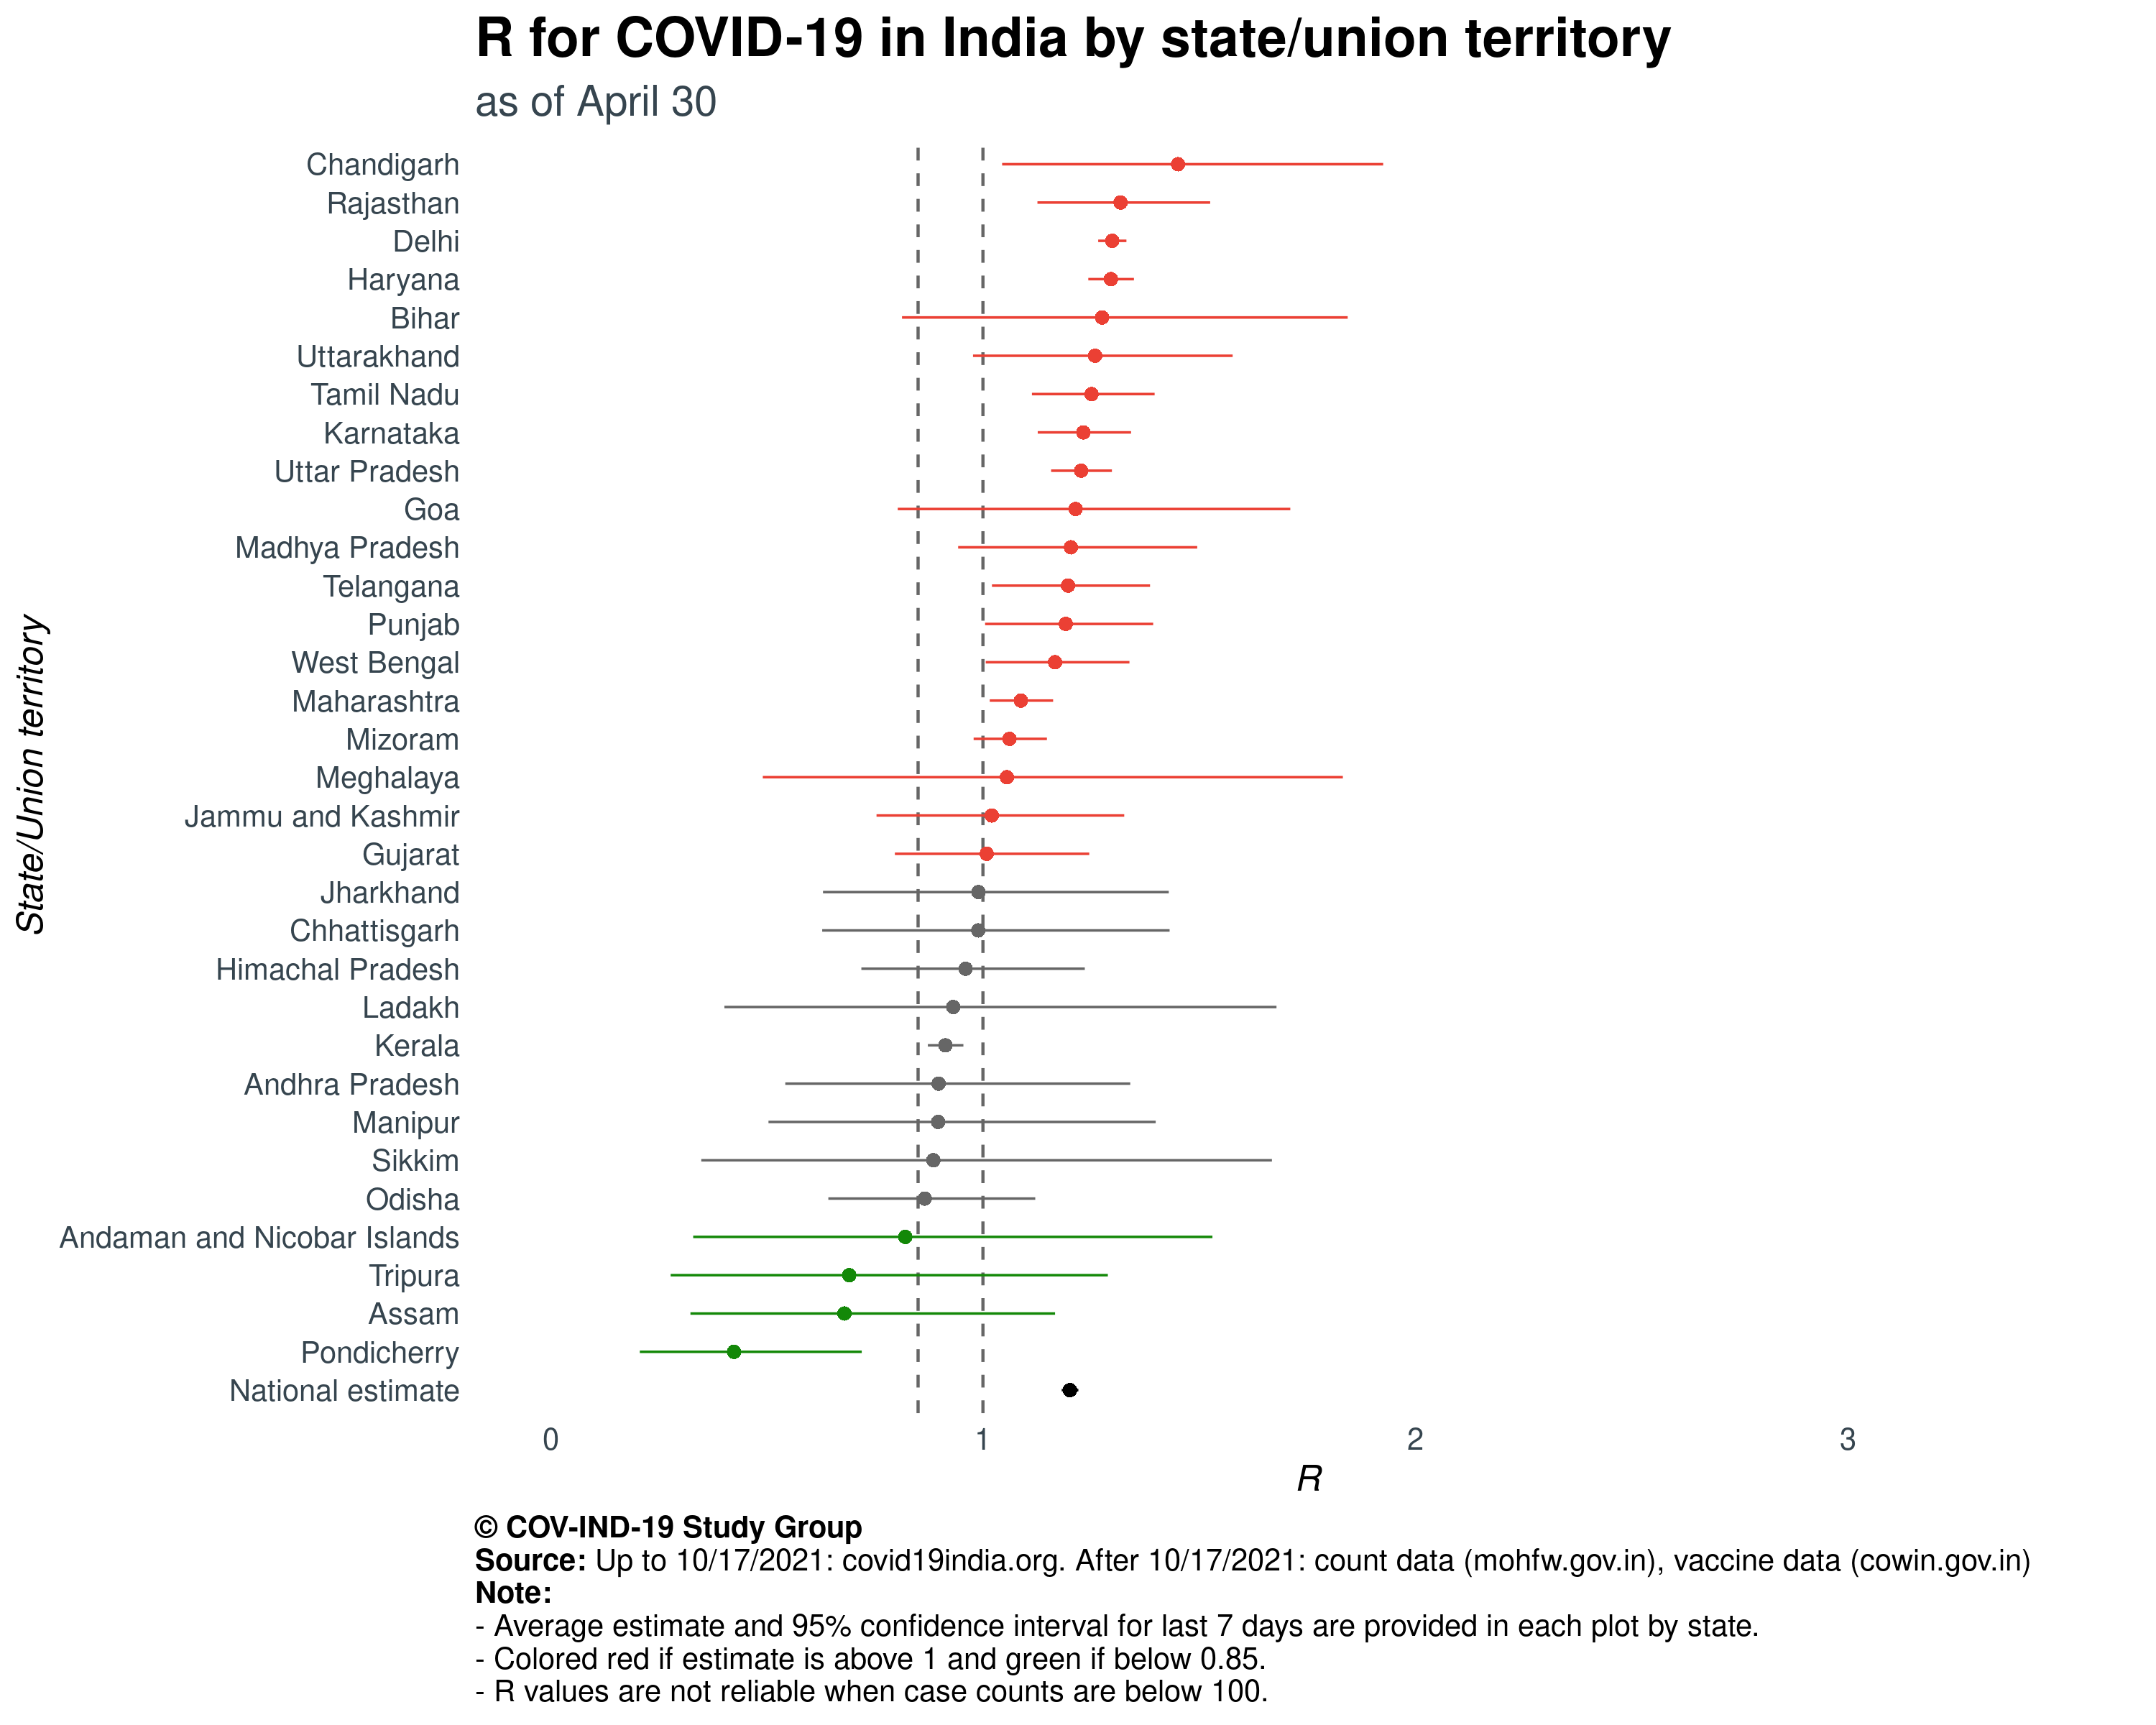 R for COVID-19 in India by state/union territory
as of April 30
State/Union territory
Chandigarh
Rajasthan
Delhi
Haryana
Bihar
Uttarakhand
Tamil Nadu
Karnataka
Uttar Pradesh
Goa
Madhya Pradesh
Telangana
Punjab
West Bengal
Maharashtra
Mizoram
Meghalaya
Jammu and Kashmir
Gujarat
Jharkhand
Chhattisgarh
Himachal Pradesh
Ladakh
Kerala
Andhra Pradesh
Manipur
Sikkim
Odisha
Andaman and Nicobar Islands
Tripura
Assam
Pondicherry
National estimate
0 1 2 3
R
© COV-IND-19 Study Group
Source: Up to 10/17/2021: covid19india.org. After 10/17/2021: count data (mohfw.gov.in), vaccine data (cowin.gov.in)
Note:
- Average estimate and 95% confidence interval for last 7 days are provided in each plot by state.
- Colored red if estimate is above 1 and green if below 0.85.
- R values are not reliable when case counts are below 100.